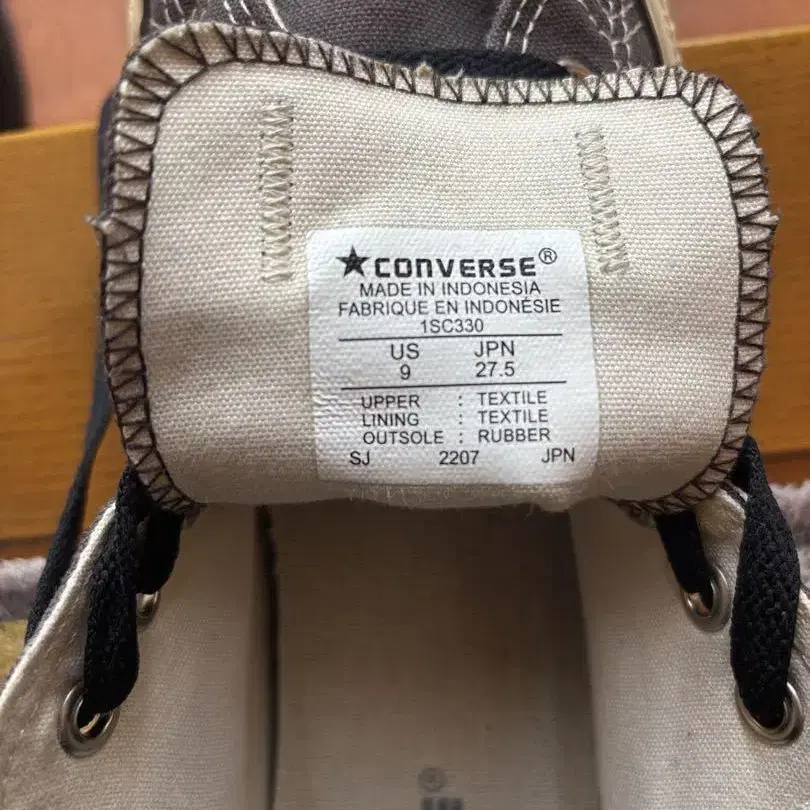 ★CONVERSE®
MADE IN INDONESIA
FABRIQUE EN INDONÉSIE
1SC330
US JPN
9 27.5
UPPER : TEXTILE
LINING : TEXTILE
OUTSOLE : RUBBER
SJ 2207 JPN